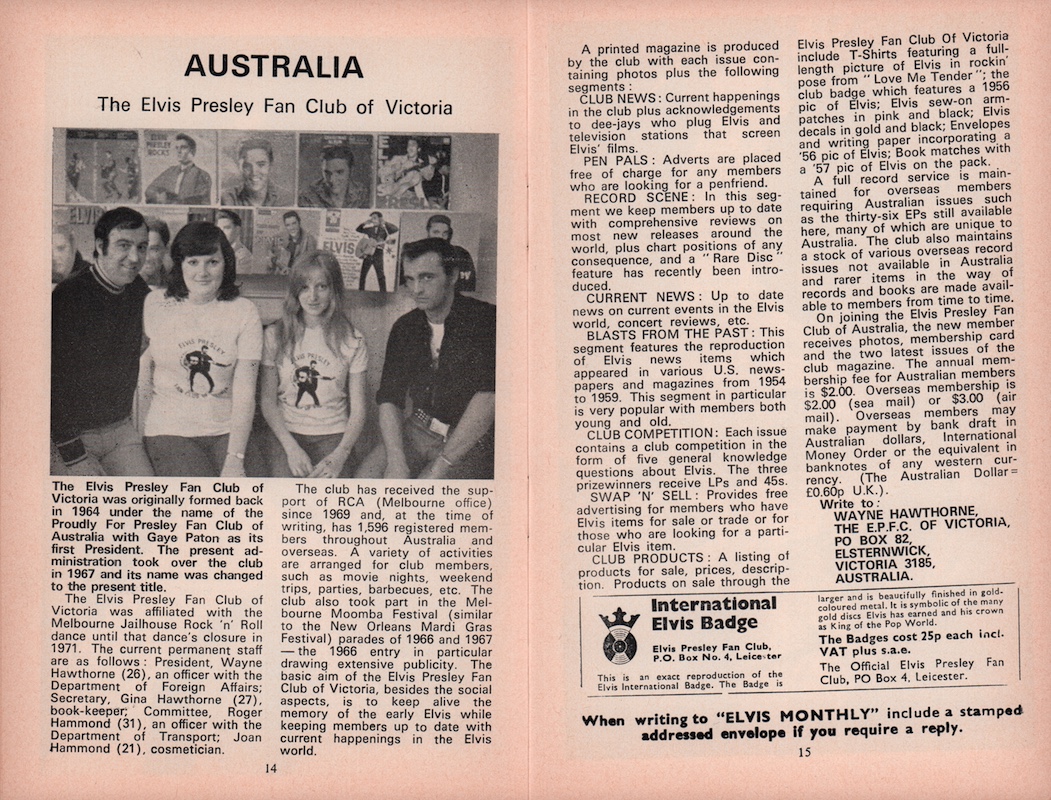 AUSTRALIA
The Elvis Presley Fan Club of Victoria
PRESLEY
ROCKS
ELVIS
ELVIS
ELVIS PRESLEY
ELVIS PRESLEY
The Elvis Presley Fan Club of
Victoria was originally formed back
in 1964 under the name of the
Proudly For Presley Fan Club of
Australia with Gaye Paton as its
first President. The present ad-
ministration took over the club
in 1967 and its name was changed
to the present title.
The Elvis Presley Fan Club of
Victoria was affiliated with the
Melbourne Jailhouse Rock 'n' Roll
dance until that dance's closure in
1971. The current permanent staff
are as follows : President, Wayne
Hawthorne (26), an officer with the
Department of Foreign Affairs;
Secretary, Gina Hawthorne (27),
book-keeper; Committee, Roger
Hammond (31), an officer with the
Department of Transport; Joan
Hammond (21), cosmetician.
The club has received the sup-
port of RCA (Melbourne office)
since 1969 and, at the time of
writing, has 1,596 registered mem-
bers throughout Australia and
overseas. A variety of activities
are arranged for club members,
such as movie nights, weekend
trips, parties, barbecues, etc. The
club also took part in the Mel-
bourne Moomba Festival (similar
to the New Orleans Mardi Gras
Festival) parades of 1966 and 1967
— the 1966 entry in particular
drawing extensive publicity. The
basic aim of the Elvis Presley Fan
Club of Victoria, besides the social
aspects, is to keep alive the
memory of the early Elvis while
keeping members up to date with
current happenings in the Elvis
world.
14
A printed magazine is produced
by the club with each issue con-
taining photos plus the following
segments :
CLUB NEWS : Current happenings
in the club plus acknowledgements
to dee-jays who plug Elvis and
television stations that screen
Elvis' films.
PEN PALS : Adverts are placed
free of charge for any members
who are looking for a penfriend.
RECORD SCENE : In this seg-
ment we keep members up to date
with comprehensive reviews on
most new releases around the
world, plus chart positions of any
consequence, and a " Rare Disc "
feature has recently been intro-
duced.
CURRENT NEWS : Up to date
news on current events in the Elvis
world, concert reviews, etc.
BLASTS FROM THE PAST : This
segment features the reproduction
of Elvis news items which
appeared in various U.S. news-
papers and magazines from 1954
to 1959. This segment in particular
is very popular with members both
young and old.
CLUB COMPETITION : Each issue
contains a club competition in the
form of five general knowledge
questions about Elvis. The three
prizewinners receive LPs and 45s.
SWAP 'N' SELL : Provides free
advertising for members who have
Elvis items for sale or trade or for
those who are looking for a parti-
cular Elvis item.
CLUB PRODUCTS : A listing of
products for sale, prices, descrip-
tion. Products on sale through the
Elvis Presley Fan Club Of Victoria
include T-Shirts featuring a full-
length picture of Elvis in rockin'
pose from " Love Me Tender "; the
club badge which features a 1956
pic of Elvis; Elvis sew-on arm-
patches in pink and black; Elvis
decals in gold and black; Envelopes
and writing paper incorporating a
'56 pic of Elvis; Book matches with
a '57 pic of Elvis on the pack.
A full record service is main-
tained for overseas members
requiring Australian issues such
as the thirty-six EPs still available
here, many of which are unique to
Australia. The club also maintains
a stock of various overseas record
issues not available in Australia
and rarer items in the way of
records and books are made avail-
able to members from time to time.
On joining the Elvis Presley Fan
Club of Australia, the new member
receives photos, membership card
and the two latest issues of the
club magazine. The annual mem-
bership fee for Australian members
is $2.00. Overseas membership is
$2.00 (sea mail) or $3.00 (air
mail). Overseas members may
make payment by bank draft in
Australian dollars, International
Money Order or the equivalent in
banknotes of any western cur-
rency. (The Australian Dollar =
£0.60p U.K.).
Write to :
WAYNE HAWTHORNE,
THE E.P.F.C. OF VICTORIA,
PO BOX 82,
ELSTERNWICK,
VICTORIA 3185,
AUSTRALIA.
International
Elvis Badge
Elvis Presley Fan Club,
P.O. Box No. 4, Leicester
This is an exact reproduction of the
Elvis International Badge. The Badge is
larger and is beautifully finished in gold-
coloured metal. It is symbolic of the many
gold discs Elvis has earned and his crown
as King of the Pop World.
The Badges cost 25p each incl.
VAT plus s.a.e.
The Official Elvis Presley Fan
Club, PO Box 4, Leicester.
When writing to "ELVIS MONTHLY" include a stamped
addressed envelope if you require a reply.
15